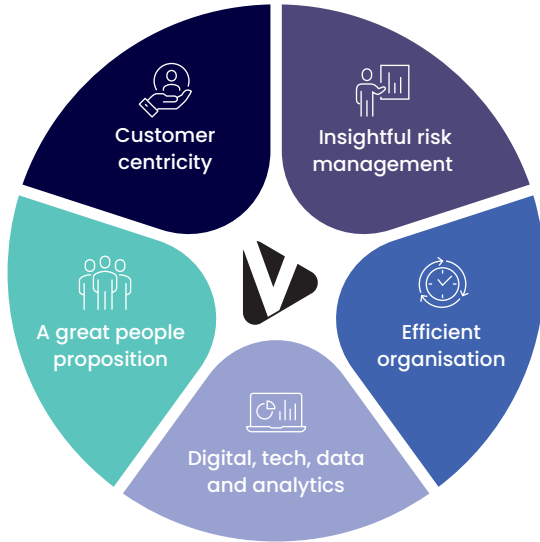 Customer
centricity
Insightful risk
management
A great people
proposition
Efficient
organisation
Digital, tech, data
and analytics